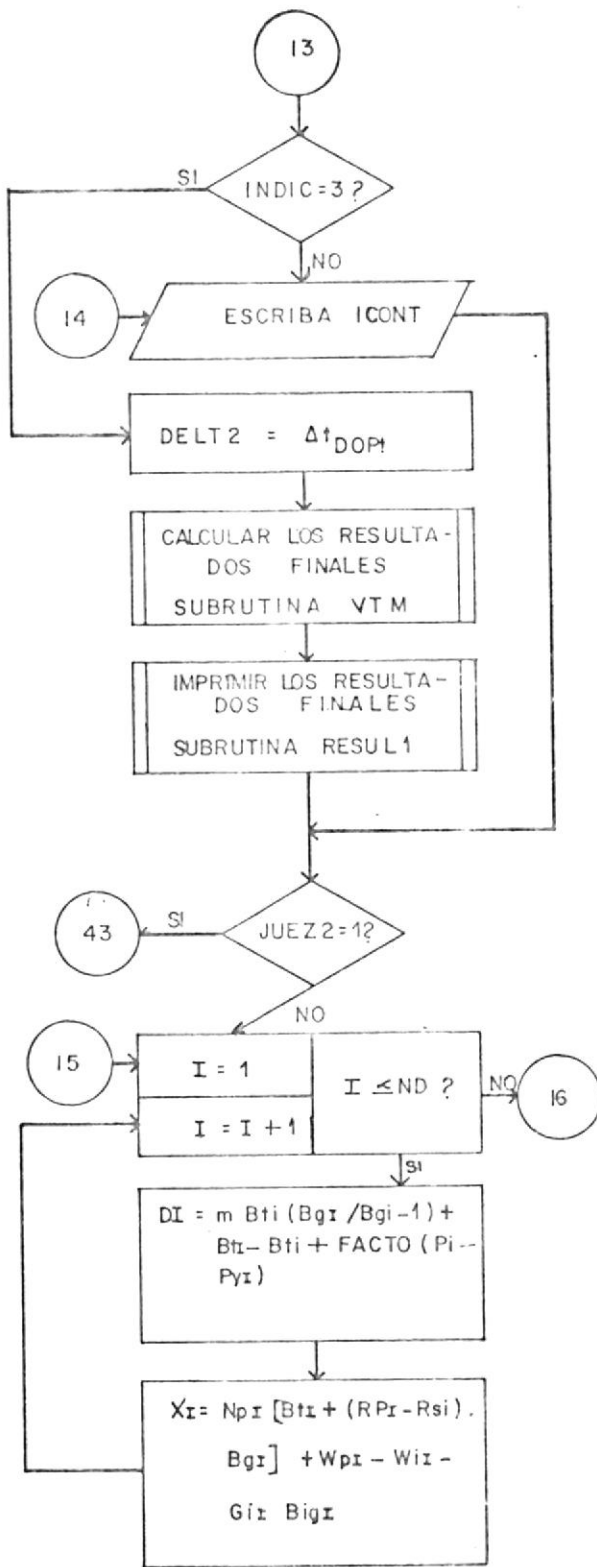 13
SI
INDIC=3?
NO
14
ESCRIBA ICONT
DELT2 = Δt DOPt
CALCULAR LOS RESULTA-
DOS FINALES
SUBRUTINA VTM
IMPRIMIR LOS RESULTA-
DOS FINALES
SUBRUTINA RESUL1
43
SI
JUEZ2=1?
NO
15
I = 1
I = I + 1
I ≤ ND ?
NO
16
SI
DI = m Bti (BgI /Bgi-1) +
BtI- Bti + FACTO (Pi--
PyI)
XI= NpI [BtI + (RPI-Rsi).
BgI] + WpI - WiI -
GiI BigI